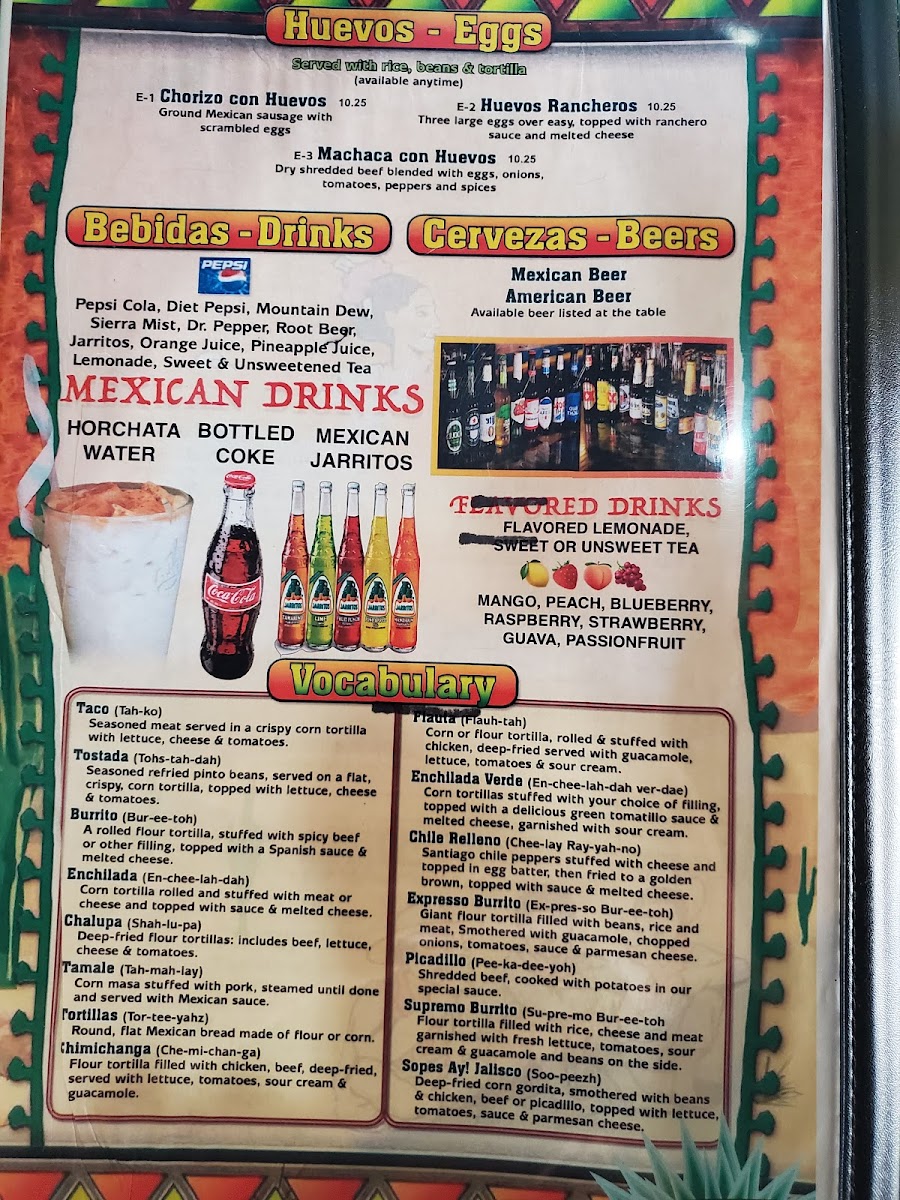 Huevos - Eggs
Served with rice, beans & tortilla
(available anytime)
E-1 Chorizo con Huevos 10.25
Ground Mexican sausage with
scrambled eggs
E-2 Huevos Rancheros 10.25
Three large eggs over easy, topped with ranchero
sauce and melted cheese
E-3 Machaca con Huevos 10.25
Dry shredded beef blended with eggs, onions,
tomatoes, peppers and spices
Bebidas - Drinks
PEPSI
Pepsi Cola, Diet Pepsi, Mountain Dew,
Sierra Mist, Dr. Pepper, Root Beer,
Jarritos, Orange Juice, Pineapple Juice,
Lemonade, Sweet & Unsweetened Tea
MEXICAN DRINKS
HORCHATA
WATER
BOTTLED
COKE
MEXICAN
JARRITOS
Coca-Cola
Cervezas - Beers
Mexican Beer
American Beer
Available beer listed at the table
FLAVORED DRINKS
FLAVORED LEMONADE,
SWEET OR UNSWEET TEA
MANGO, PEACH, BLUEBERRY,
RASPBERRY, STRAWBERRY,
GUAVA, PASSIONFRUIT
Vocabulary
Taco (Tah-ko)
Seasoned meat served in a crispy corn tortilla
with lettuce, cheese & tomatoes.
Tostada (Tohs-tah-dah)
Seasoned refried pinto beans, served on a flat,
crispy, corn tortilla, topped with lettuce, cheese
& tomatoes.
Burrito (Bur-ee-toh)
A rolled flour tortilla, stuffed with spicy beef
or other filling, topped with a Spanish sauce &
melted cheese.
Enchilada (En-chee-lah-dah)
Corn tortilla rolled and stuffed with meat or
cheese and topped with sauce & melted cheese.
Chalupa (Shah-lu-pa)
Deep-fried flour tortillas: includes beef, lettuce,
cheese & tomatoes.
Tamale (Tah-mah-lay)
Corn masa stuffed with pork, steamed until done
and served with Mexican sauce.
Tortillas (Tor-tee-yahz)
Round, flat Mexican bread made of flour or corn.
Chimichanga (Che-mi-chan-ga)
Flour tortilla filled with chicken, beef, deep-fried,
served with lettuce, tomatoes, sour cream &
guacamole.
Flauta (Flauh-tah)
Corn or flour tortilla, rolled & stuffed with
chicken, deep-fried served with guacamole,
lettuce, tomatoes & sour cream.
Enchilada Verde (En-chee-lah-dah ver-dae)
Corn tortillas stuffed with your choice of filling,
topped with a delicious green tomatillo sauce &
melted cheese, garnished with sour cream.
Chile Relleno (Chee-lay Ray-yah-no)
Santiago chile peppers stuffed with cheese and
topped in egg batter, then fried to a golden
brown, topped with sauce & melted cheese.
Expresso Burrito (Ex-pres-so Bur-ee-toh)
Giant flour tortilla filled with beans, rice and
meat, Smothered with guacamole, chopped
onions, tomatoes, sauce & parmesan cheese.
Picadillo (Pee-ka-dee-yoh)
Shredded beef, cooked with potatoes in our
special sauce.
Supremo Burrito (Su-pre-mo Bur-ee-toh
Flour tortilla filled with rice, cheese and meat
garnished with fresh lettuce, tomatoes, sour
cream & guacamole and beans on the side.
Sopes Ay! Jalisco (Soo-peezh)
Deep-fried corn gordita, smothered with beans
& chicken, beef or picadillo, topped with lettuce,
tomatoes, sauce & parmesan cheese.